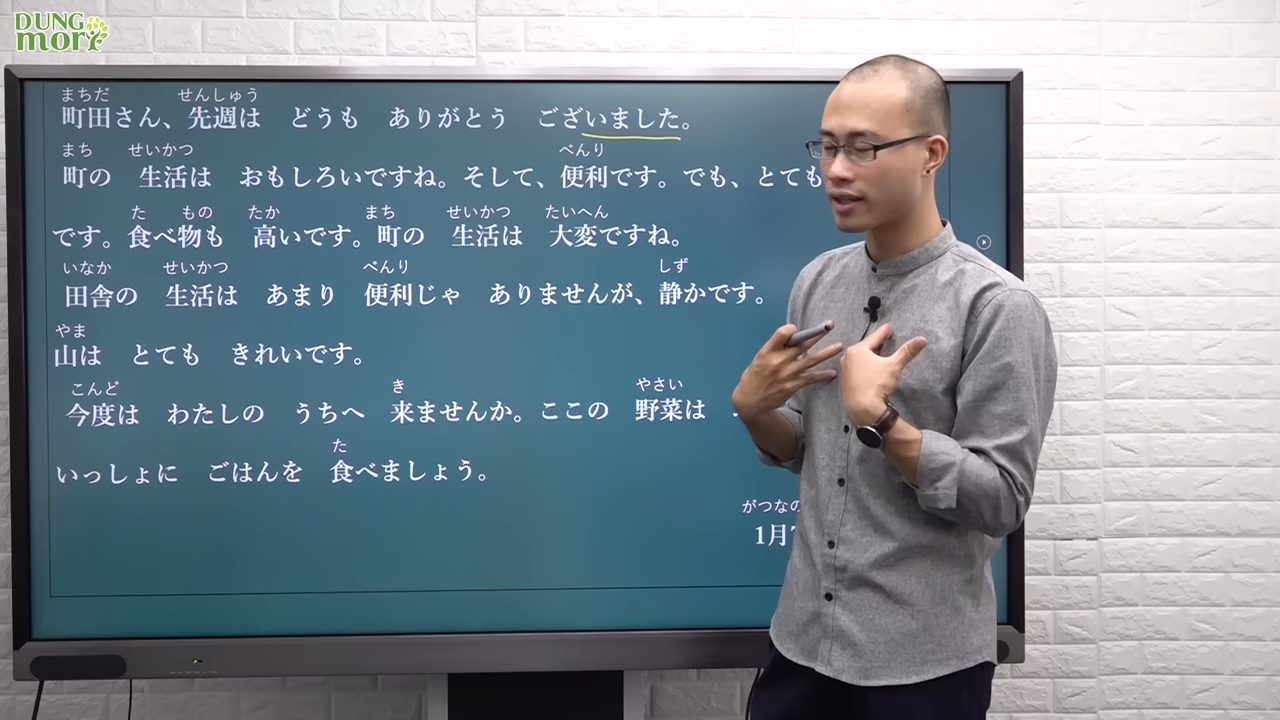 DUNG
mori
まちだ せんしゅう
町田さん、先週は どうも ありがとう ございました。
まち せいかつ べんり
町の 生活は おもしろいですね。そして、便利です。でも、とても
た もの たか まち せいかつ たいへん
です。食べ物も 高いです。町の 生活は 大変ですね。
いなか せいかつ べんり しず
田舎の 生活は あまり 便利じゃ ありませんが、静かです。
やま
山は とても きれいです。
こんど き やさい
今度は わたしの うちへ 来ませんか。ここの 野菜は
た
いっしょに ごはんを 食べましょう。
がつなの
1月